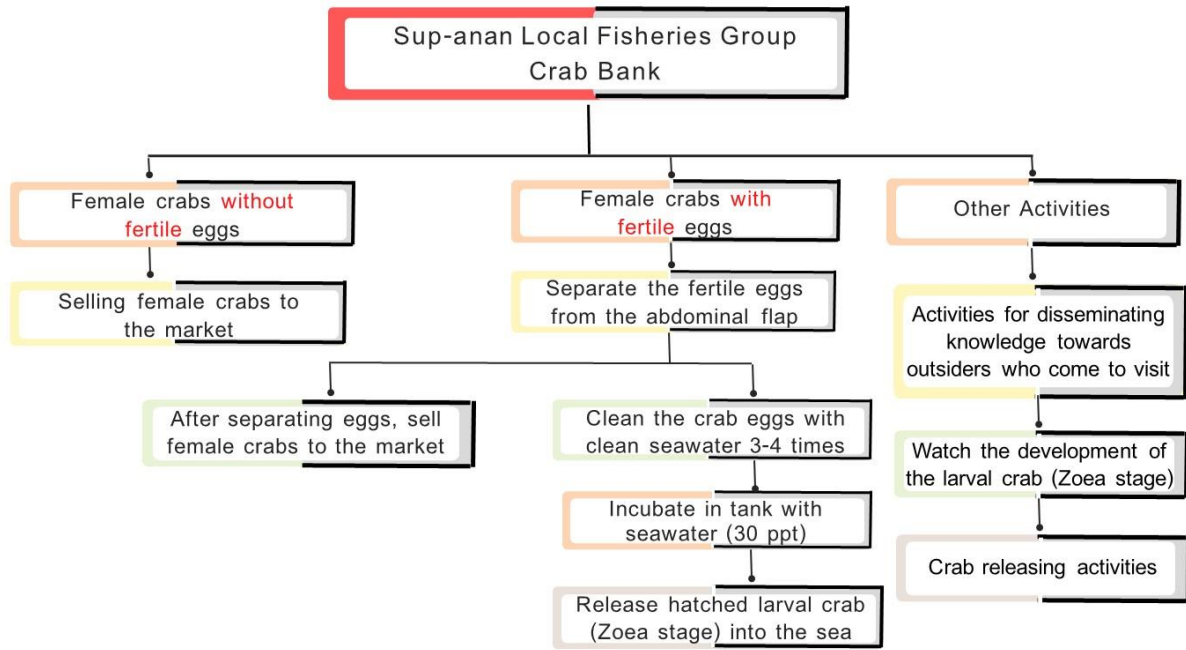 Sup-anan Local Fisheries Group
Crab Bank
Female crabs without
fertile eggs
Female crabs with
fertile eggs
Other Activities
Selling female crabs to
the market
Separate the fertile eggs
from the abdominal flap
Activities for disseminating
knowledge towards
outsiders who come to visit
After separating eggs, sell
female crabs to the market
Clean the crab eggs with
clean seawater 3-4 times
Watch the development of
the larval crab (Zoea stage)
Incubate in tank with
seawater (30 ppt)
Crab releasing activities
Release hatched larval crab
(Zoea stage) into the sea